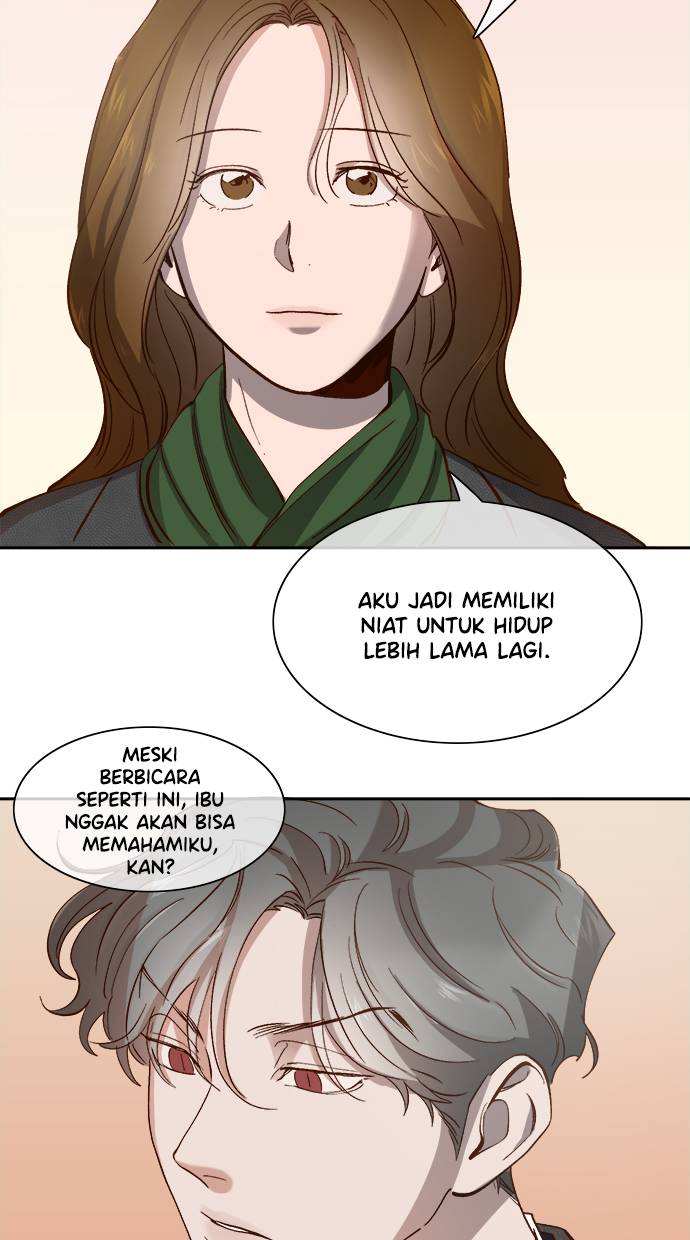 AKU JADI MEMILIKI
NIAT UNTUK HIDUP
LEBIH LAMA LAGI.
MESKI
BERBICARA
SEPERTI INI, IBU
NGGAK AKAN BISA
MEMAHAMIKU,
KAN?